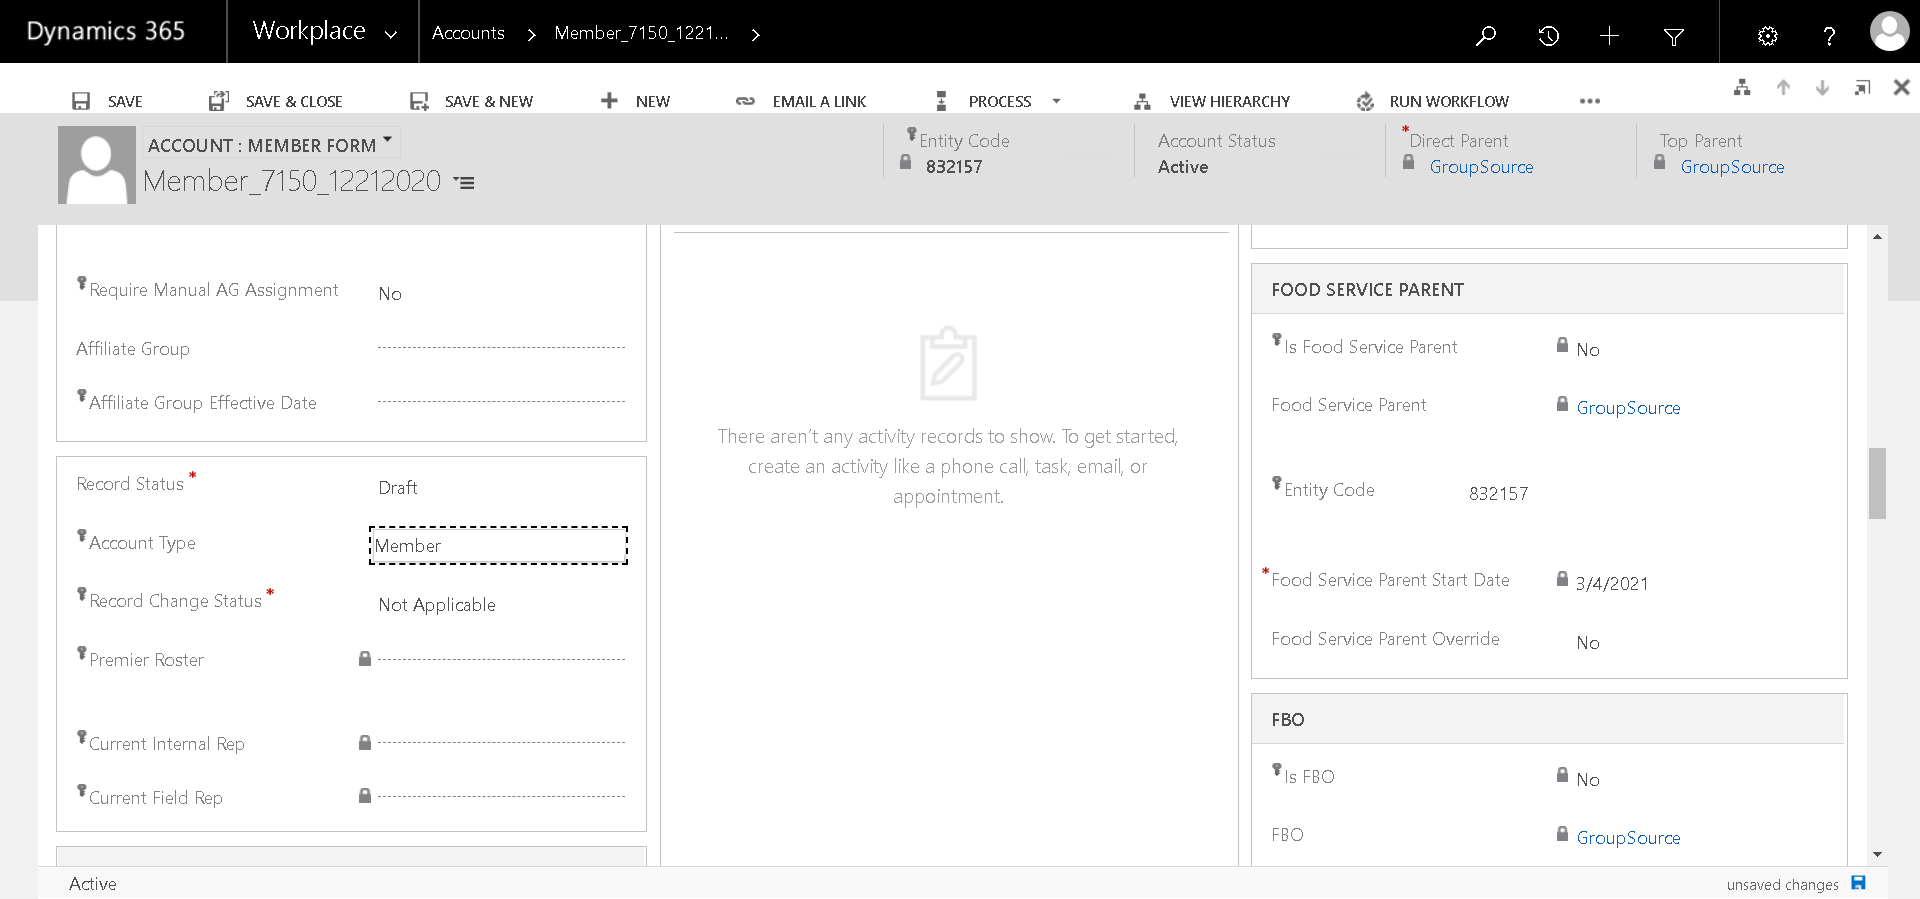 Dynamics 365
Workplace
Accounts
Member_7150_1221...
SAVE
SAVE & CLOSE
SAVE & NEW
NEW
EMAIL A LINK
PROCESS
VIEW HIERARCHY
RUN WORKFLOW
ACCOUNT : MEMBER FORM
Member_7150_12212020
Entity Code
832157
Account Status
Active
*Direct Parent
GroupSource
Top Parent
GroupSource
Require Manual AG Assignment
No
Affiliate Group
Affiliate Group Effective Date
Record Status *
Draft
Account Type
Member
Record Change Status *
Not Applicable
Premier Roster
Current Internal Rep
Current Field Rep
There aren't any activity records to show. To get started,
create an activity like a phone call, task, email, or
appointment.
FOOD SERVICE PARENT
Is Food Service Parent
No
Food Service Parent
GroupSource
Entity Code
832157
*Food Service Parent Start Date
3/4/2021
Food Service Parent Override
No
FBO
Is FBO
No
FBO
GroupSource
Active
unsaved changes